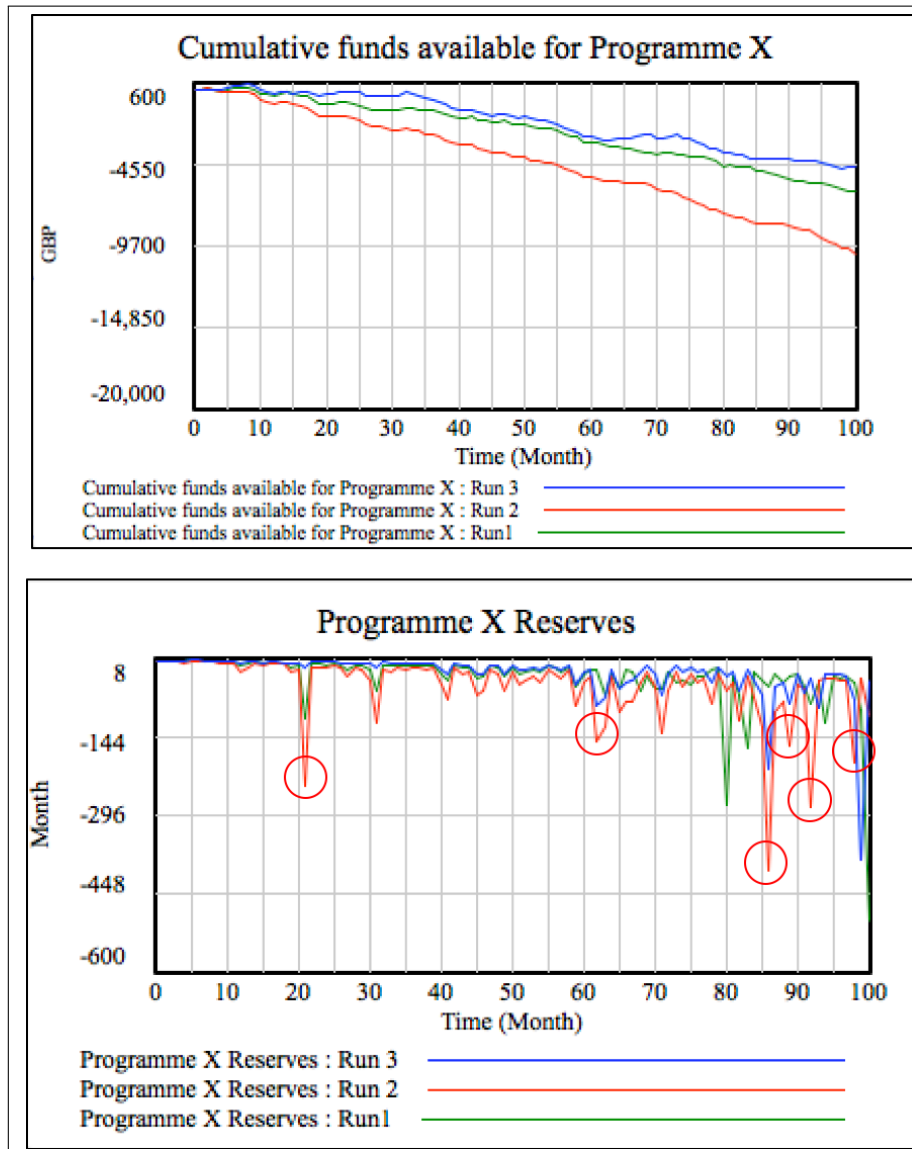 Cumulative funds available for Programme X
600
-4550
-9700
-14,850
-20,000
GBP
0 10 20 30 40 50 60 70 80 90 100
Time (Month)
Cumulative funds available for Programme X : Run 3
Cumulative funds available for Programme X : Run 2
Cumulative funds available for Programme X : Run1
Programme X Reserves
8
-144
-296
-448
-600
Month
0 10 20 30 40 50 60 70 80 90 100
Time (Month)
Programme X Reserves : Run 3
Programme X Reserves : Run 2
Programme X Reserves : Run1